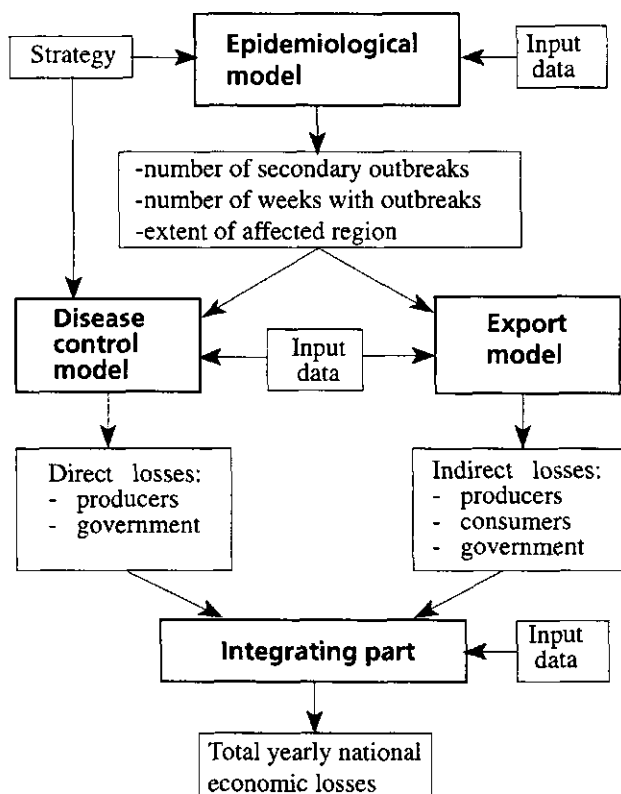 Strategy
Epidemiological
model
Input
data
-number of secondary outbreaks
-number of weeks with outbreaks
-extent of affected region
Disease
control
model
Input
data
Export
model
Direct losses:
- producers
- government
Indirect losses:
- producers
- consumers
- government
Integrating part
Input
data
Total yearly national
economic losses